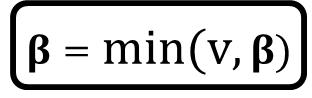 β = min(v, β)